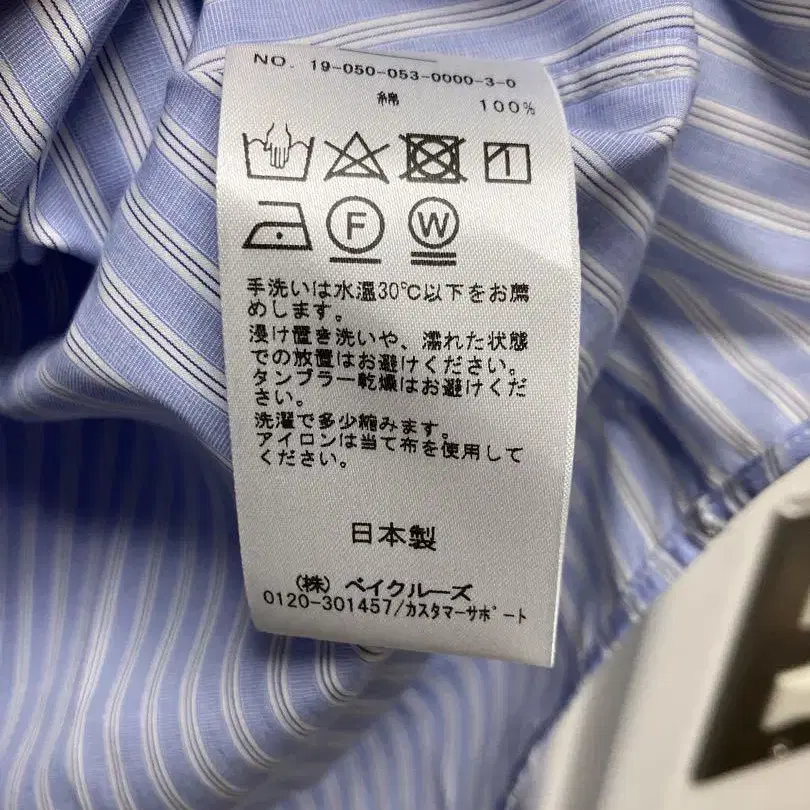 NO. 19-050-053-0000-3-0
綿 100%
F W
手洗いは水温30℃以下をお薦
めします。
浸け置き洗いや、濡れた状態
での放置はお避けください。
タンブラー乾燥はお避けくだ
さい。
洗濯で多少縮みます。
アイロンは当て布を使用して
ください。
日本製
(株) ベイクルーズ
0120-301457/カスタマーサポート